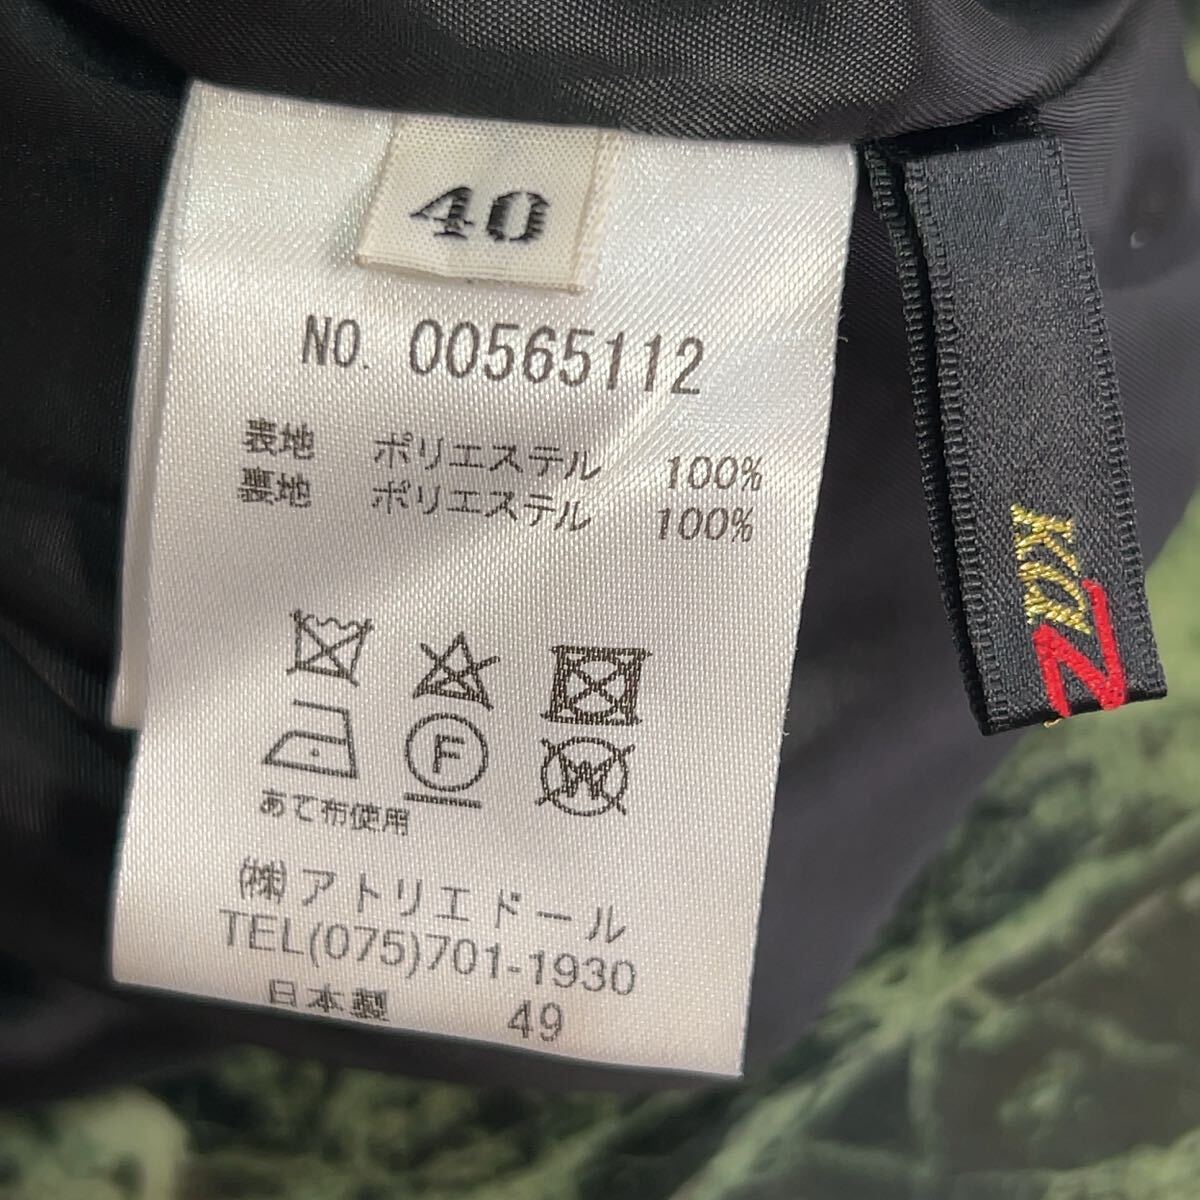 40
NO. 00565112
表地 ポリエステル 100%
裏地 ポリエステル 100%
F
W
あて布使用
(株)アトリエドール
TEL(075)701-1930
日本製 49
KaZ